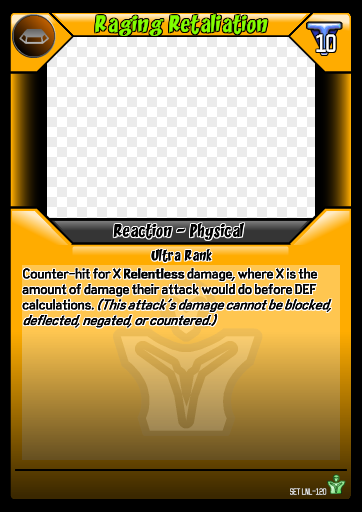 Raging Retaliation
10
Reaction - Physical
Ultra Rank
Counter-hit for X Relentless damage, where X is the
amount of damage their attack would do before DEF
calculations. (This attack's damage cannot be blocked,
deflected, negated, or countered.)
SET LNL-120